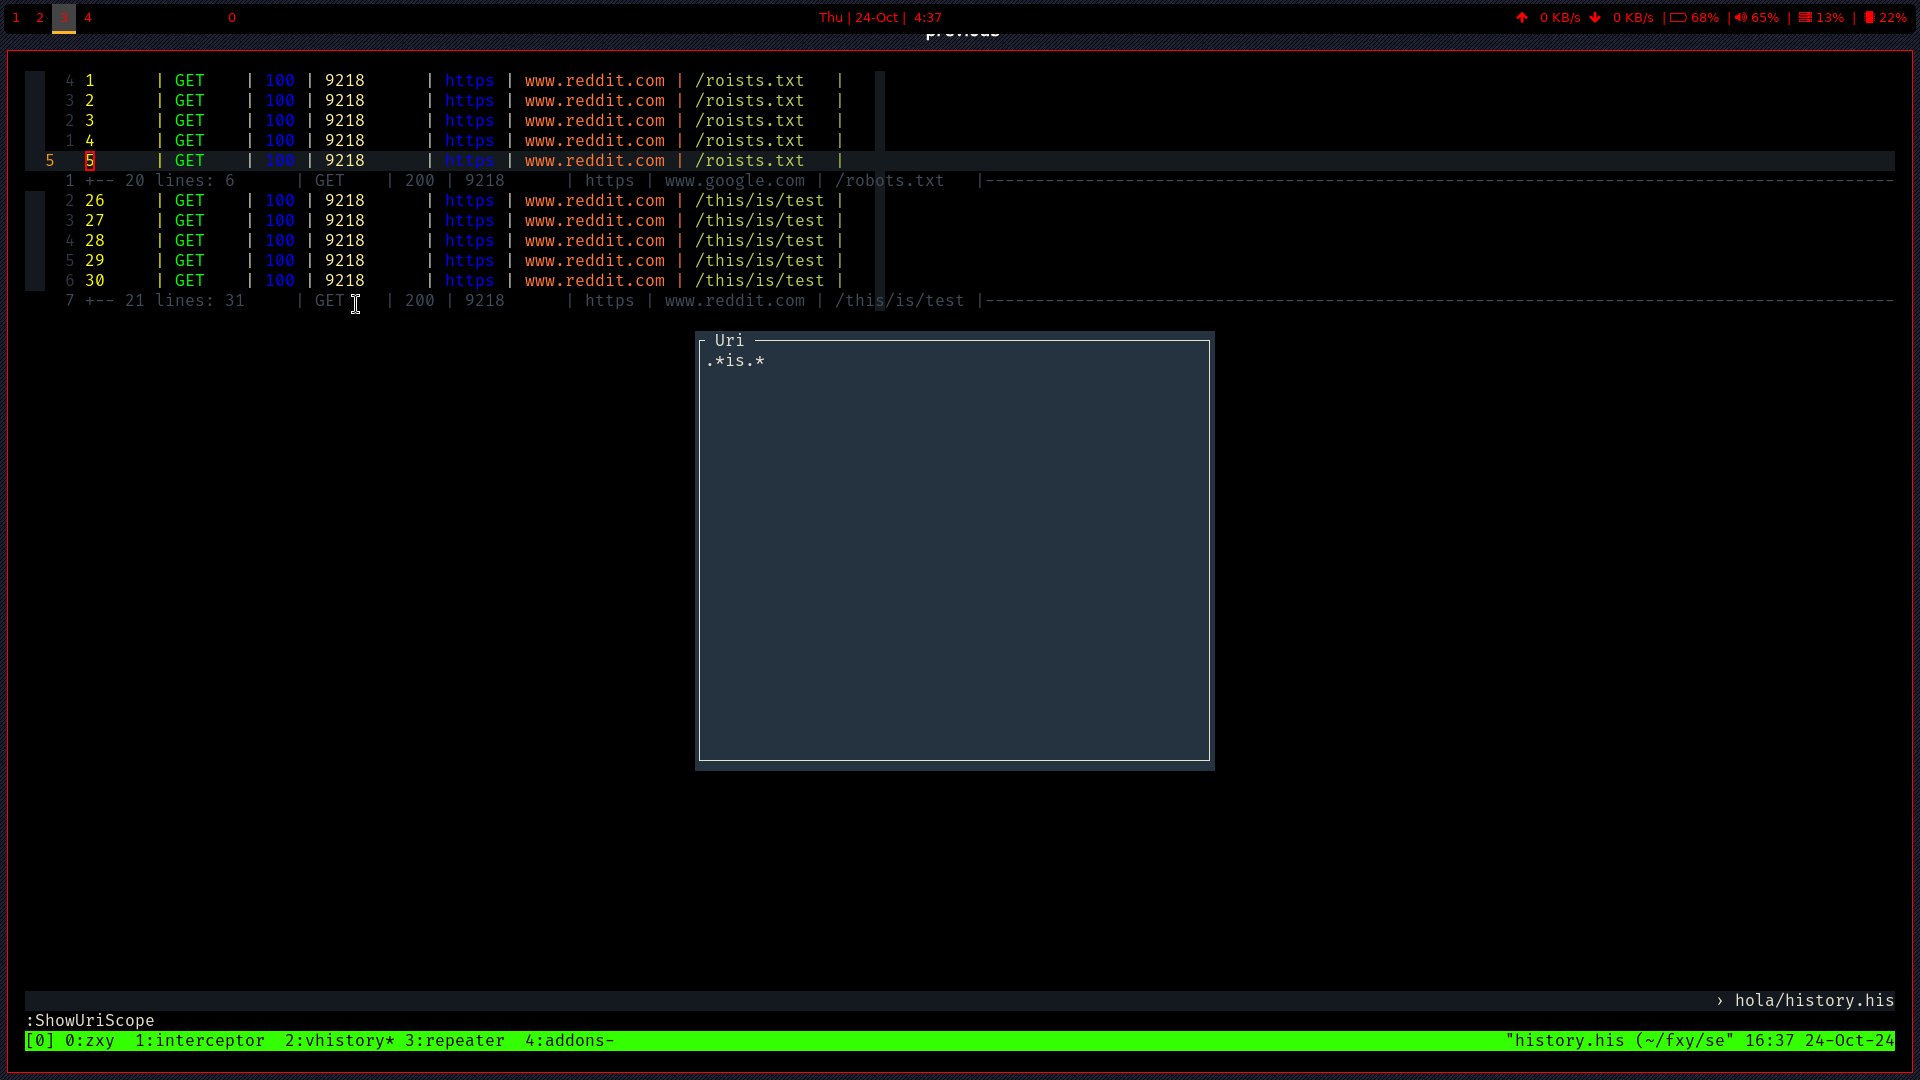 1 2 3 4 0 Thu | 24-Oct | 4:37 0 KB/s 0 KB/s | 68% | 65% | 13% | 22%
previous
4 1 | GET | 100 | 9218 | https | www.reddit.com | /roists.txt |
3 2 | GET | 100 | 9218 | https | www.reddit.com | /roists.txt |
2 3 | GET | 100 | 9218 | https | www.reddit.com | /roists.txt |
1 4 | GET | 100 | 9218 | https | www.reddit.com | /roists.txt |
5 5 | GET | 100 | 9218 | https | www.reddit.com | /roists.txt |
1 +-- 20 lines: 6 | GET | 200 | 9218 | https | www.google.com | /robots.txt |-------------------------------------------------------------------------------------------
2 26 | GET | 100 | 9218 | https | www.reddit.com | /this/is/test |
3 27 | GET | 100 | 9218 | https | www.reddit.com | /this/is/test |
4 28 | GET | 100 | 9218 | https | www.reddit.com | /this/is/test |
5 29 | GET | 100 | 9218 | https | www.reddit.com | /this/is/test |
6 30 | GET | 100 | 9218 | https | www.reddit.com | /this/is/test |
7 +-- 21 lines: 31 | GET | 200 | 9218 | https | www.reddit.com | /this/is/test |-------------------------------------------------------------------------------------------
Uri
.*is.*
› hola/history.his
:ShowUriScope
[0] 0:zxy 1:interceptor 2:vhistory* 3:repeater 4:addons- "history.his (~/fxy/se" 16:37 24-Oct-24